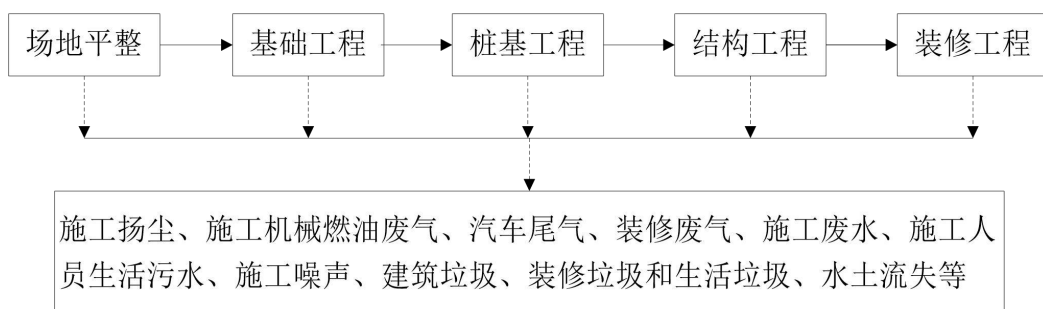 场地平整
基础工程
桩基工程
结构工程
装修工程
施工扬尘、施工机械燃油废气、汽车尾气、装修废气、施工废水、施工人
员生活污水、施工噪声、建筑垃圾、装修垃圾和生活垃圾、水土流失等